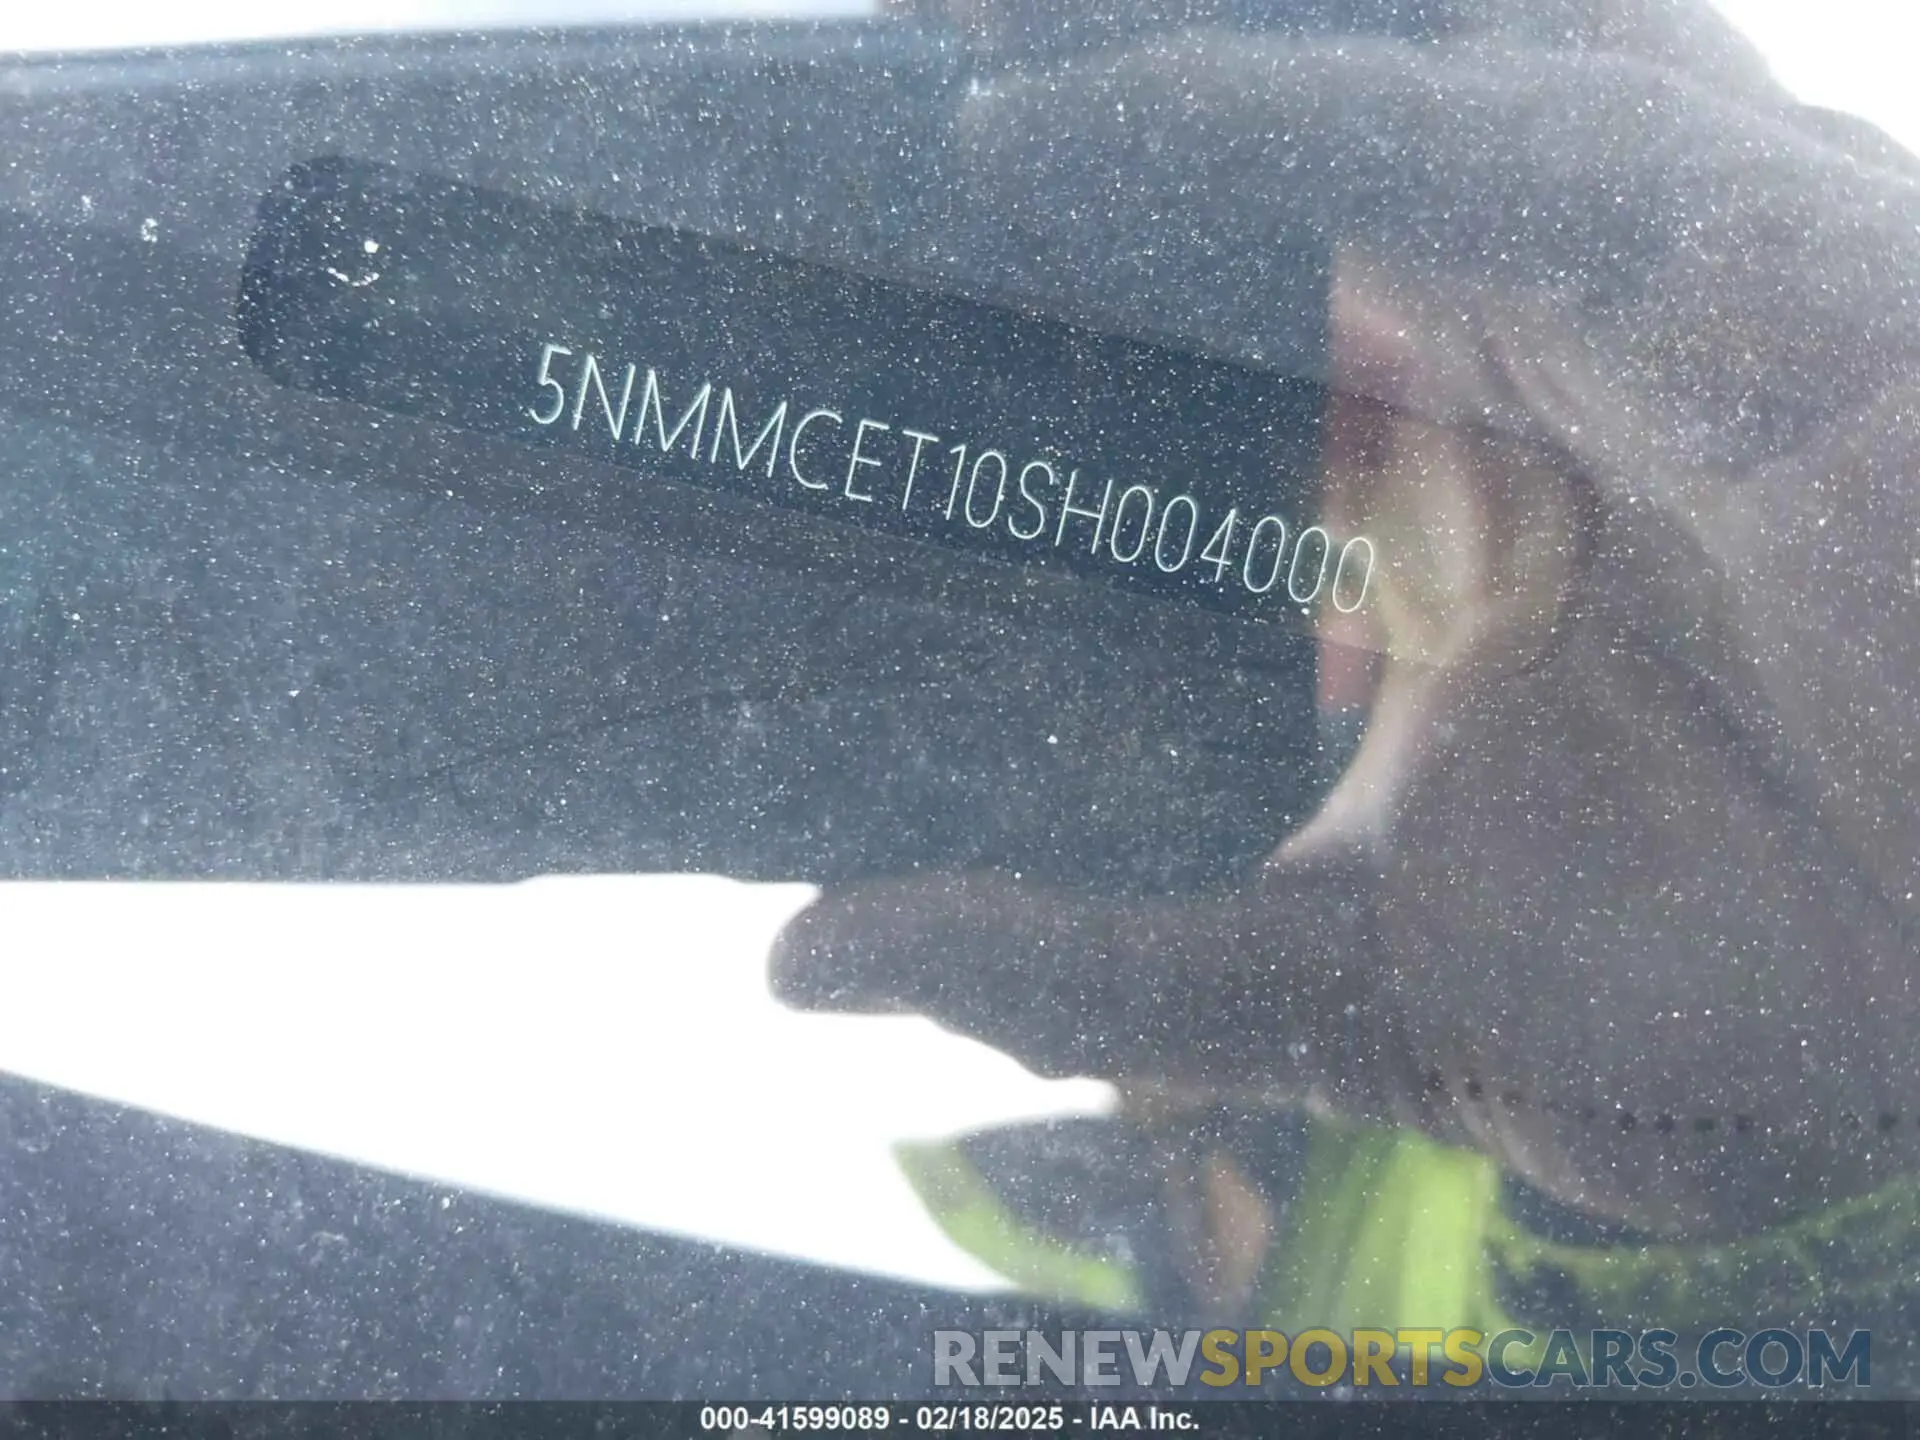 5NMMCET10SH004000
RENEWSPORTSCARS.COM
000-41599089 - 02/18/2025 - IAA Inc.